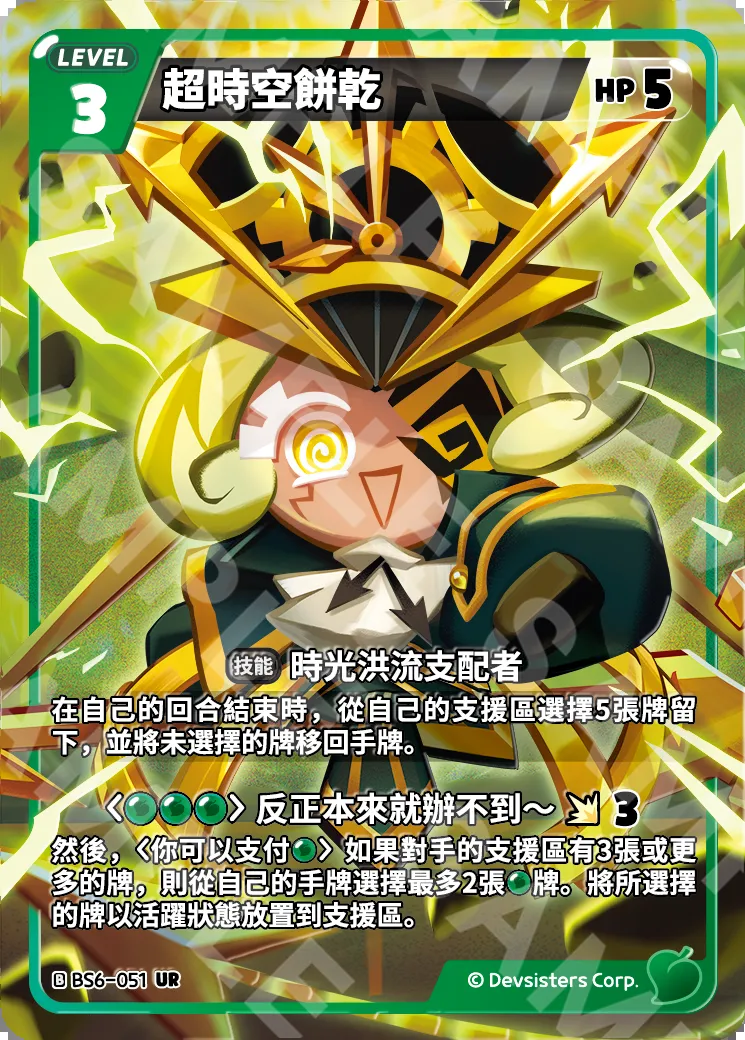 LEVEL
3
超時空餅乾
HP 5
技能 時光洪流支配者
在自己的回合結束時，從自己的支援區選擇5張牌留
下，並將未選擇的牌移回手牌。
〈●●●〉反正本來就辦不到～ 3
然後，〈你可以支付●〉如果對手的支援區有3張或更
多的牌，則從自己的手牌選擇最多2張●牌。將所選擇
的牌以活躍狀態放置到支援區。
B BS6-051 UR
© Devsisters Corp.